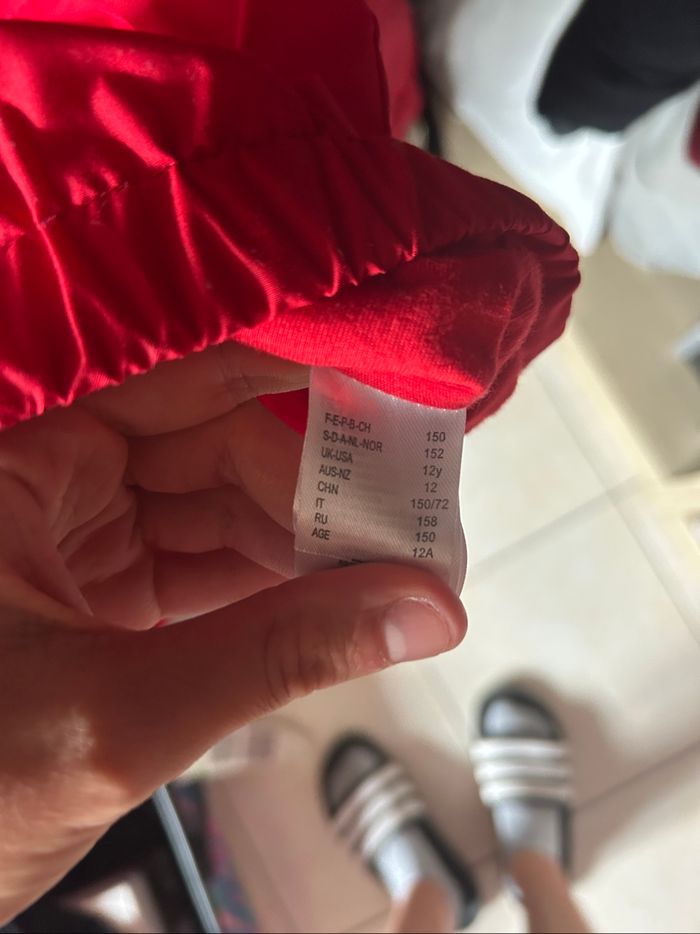 F-E-P-B-CH 150
S-D-A-NL-NOR 152
UK-USA 12y
AUS-NZ 12
CHN 150/72
IT 158
RU 150
AGE 12A